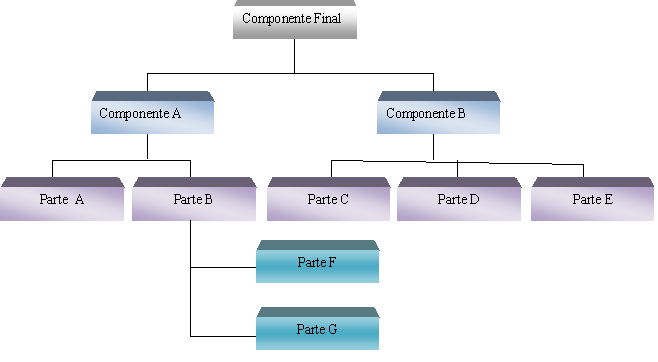 Componente Final
Componente A
Componente B
Parte A
Parte B
Parte C
Parte D
Parte E
Parte F
Parte G